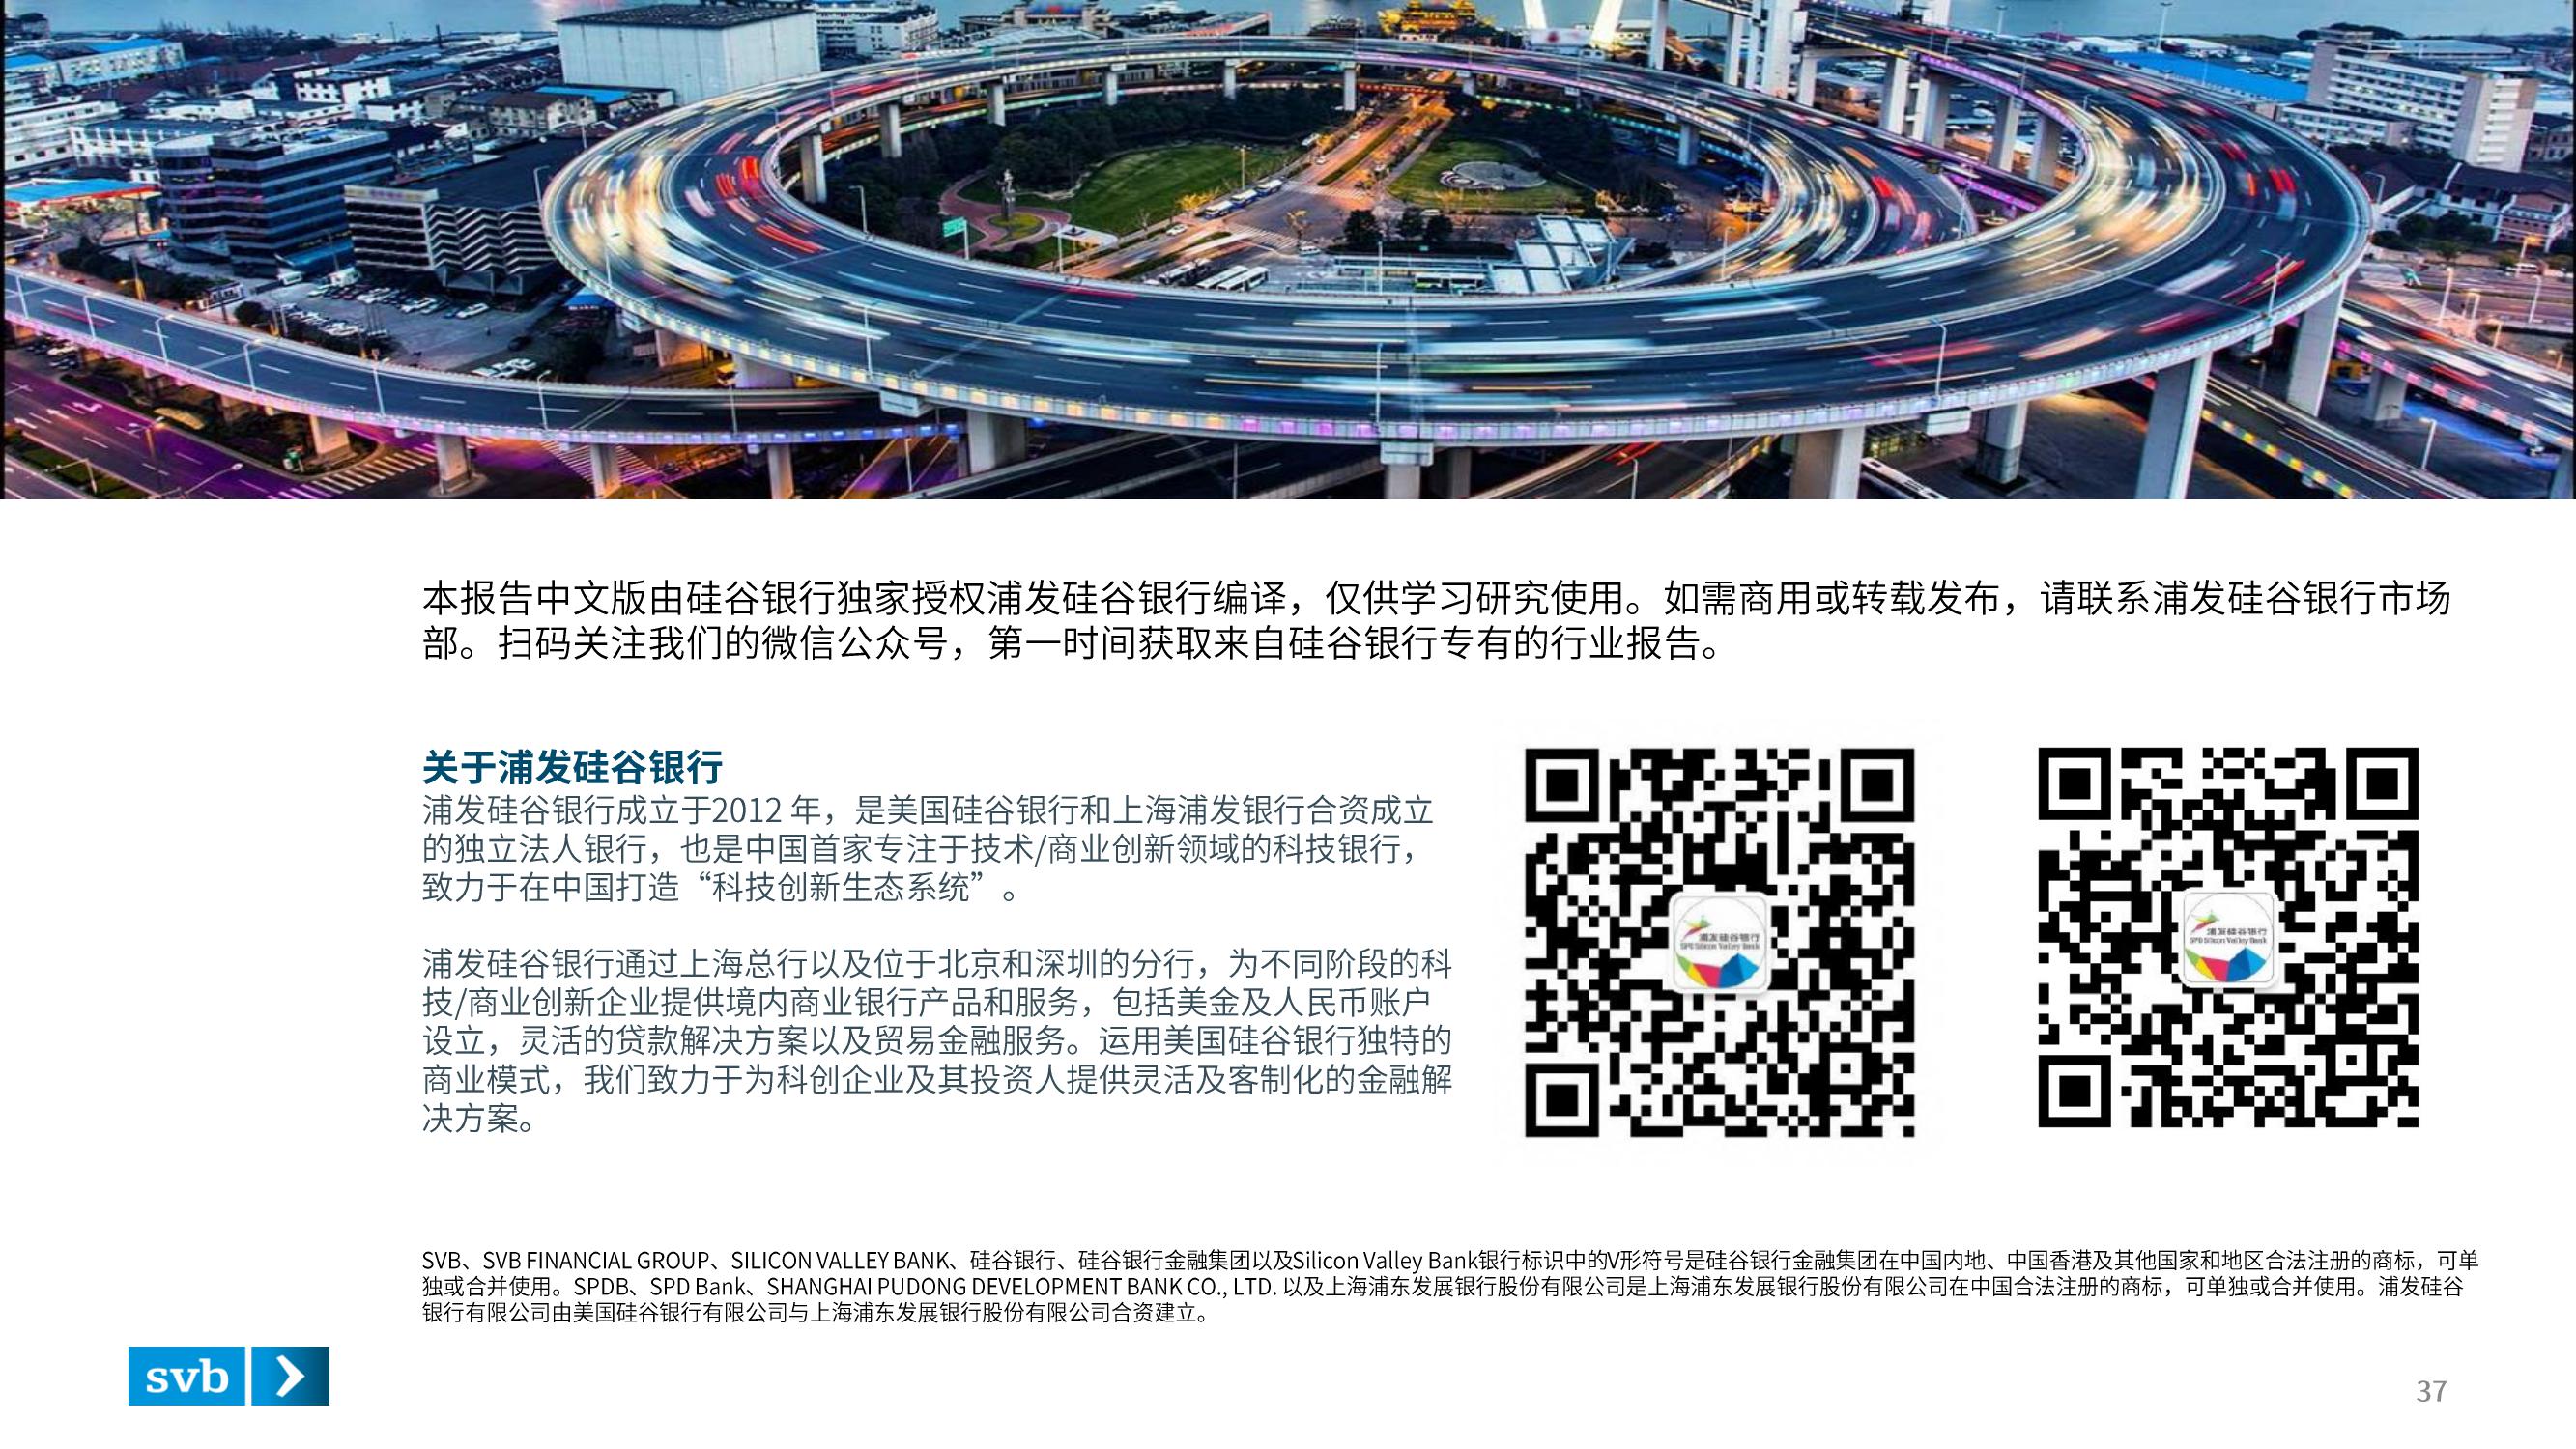 本报告中文版由硅谷银行独家授权浦发硅谷银行编译，仅供学习研究使用。如需商用或转载发布，请联系浦发硅谷银行市场
部。扫码关注我们的微信公众号，第一时间获取来自硅谷银行专有的行业报告。
关于浦发硅谷银行
浦发硅谷银行成立于2012 年，是美国硅谷银行和上海浦发银行合资成立
的独立法人银行，也是中国首家专注于技术/商业创新领域的科技银行，
致力于在中国打造“科技创新生态系统”。
浦发硅谷银行通过上海总行以及位于北京和深圳的分行，为不同阶段的科
技/商业创新企业提供境内商业银行产品和服务，包括美金及人民币账户
设立，灵活的贷款解决方案以及贸易金融服务。运用美国硅谷银行独特的
商业模式，我们致力于为科创企业及其投资人提供灵活及客制化的金融解
决方案。
浦发硅谷银行
SPD Silicon Valley Bank
浦发硅谷银行
SPD Silicon Valley Bank
SVB、SVB FINANCIAL GROUP、SILICON VALLEY BANK、硅谷银行、硅谷银行金融集团以及Silicon Valley Bank银行标识中的V形符号是硅谷银行金融集团在中国内地、中国香港及其他国家和地区合法注册的商标，可单
独或合并使用。SPDB、SPD Bank、SHANGHAI PUDONG DEVELOPMENT BANK CO., LTD. 以及上海浦东发展银行股份有限公司是上海浦东发展银行股份有限公司在中国合法注册的商标，可单独或合并使用。浦发硅谷
银行有限公司由美国硅谷银行有限公司与上海浦东发展银行股份有限公司合资建立。
svb
37